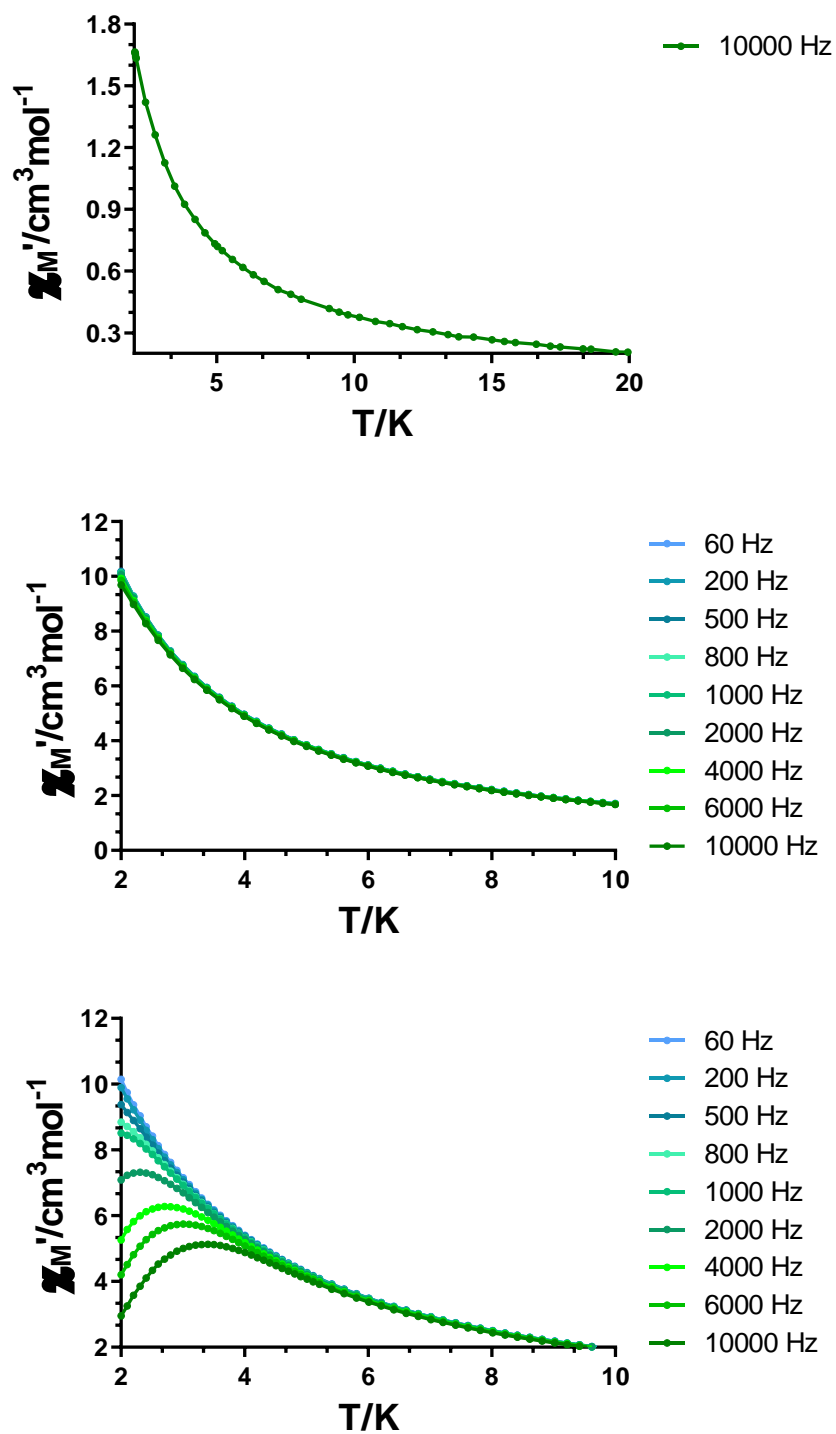 1.8
1.5
1.2
0.9
0.6
0.3
χM'/cm³mol⁻¹
5 10 15 20
T/K
10000 Hz
12
10
8
6
4
2
0
χM'/cm³mol⁻¹
2 4 6 8 10
T/K
60 Hz
200 Hz
500 Hz
800 Hz
1000 Hz
2000 Hz
4000 Hz
6000 Hz
10000 Hz
12
10
8
6
4
2
χM'/cm³mol⁻¹
2 4 6 8 10
T/K
60 Hz
200 Hz
500 Hz
800 Hz
1000 Hz
2000 Hz
4000 Hz
6000 Hz
10000 Hz